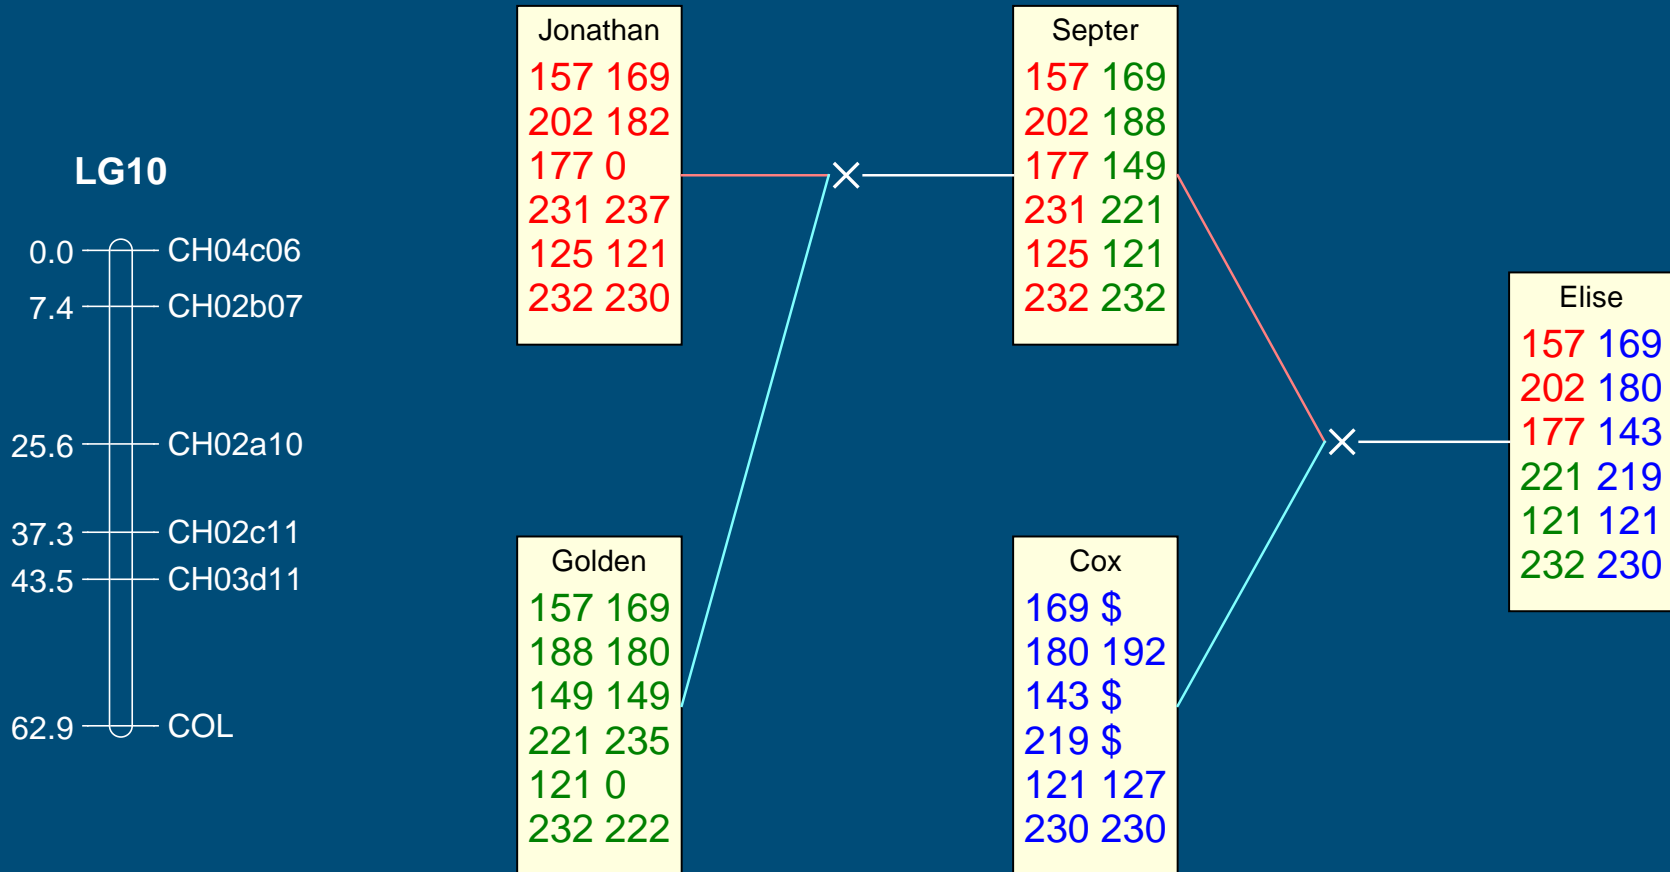 LG10
0.0 CH04c06
7.4 CH02b07
25.6 CH02a10
37.3 CH02c11
43.5 CH03d11
62.9 COL
Jonathan
157 169
202 182
177 0
231 237
125 121
232 230
Golden
157 169
188 180
149 149
221 235
121 0
232 222
Septer
157 169
202 188
177 149
231 221
125 121
232 232
Cox
169 $
180 192
143 $
219 $
121 127
230 230
Elise
157 169
202 180
177 143
221 219
121 121
232 230